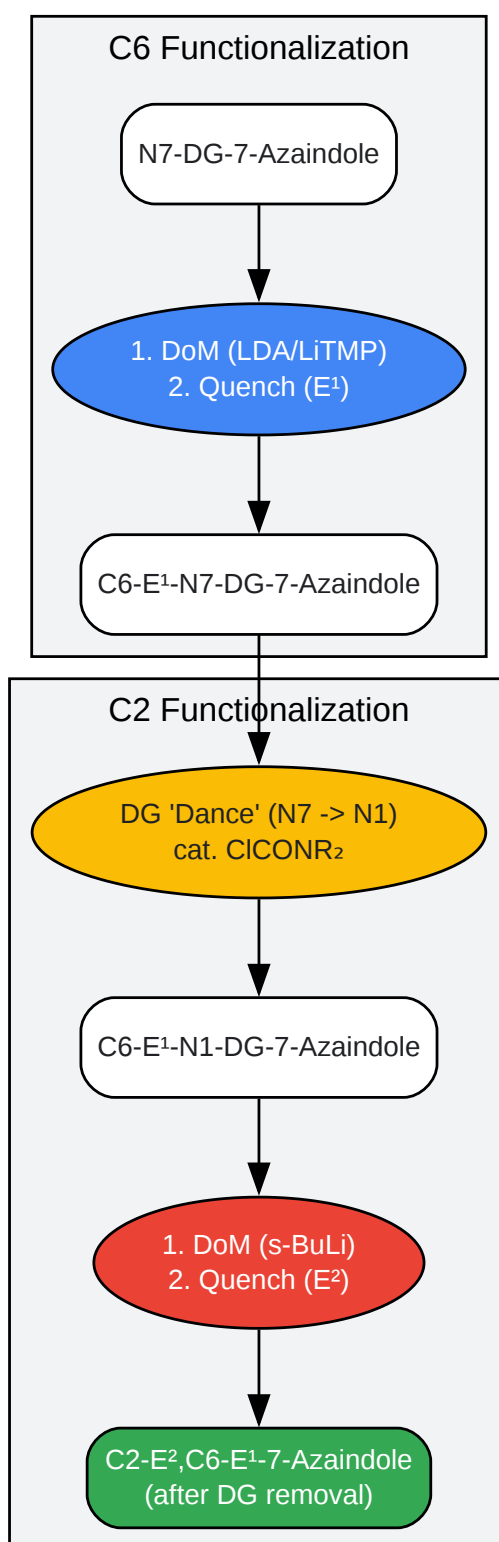 C6 Functionalization
N7-DG-7-Azaindole
1. DoM (LDA/LiTMP)
2. Quench (E¹)
C6-E¹-N7-DG-7-Azaindole
C2 Functionalization
DG 'Dance' (N7 -> N1)
cat. ClCONR₂
C6-E¹-N1-DG-7-Azaindole
1. DoM (s-BuLi)
2. Quench (E²)
C2-E²,C6-E¹-7-Azaindole
(after DG removal)